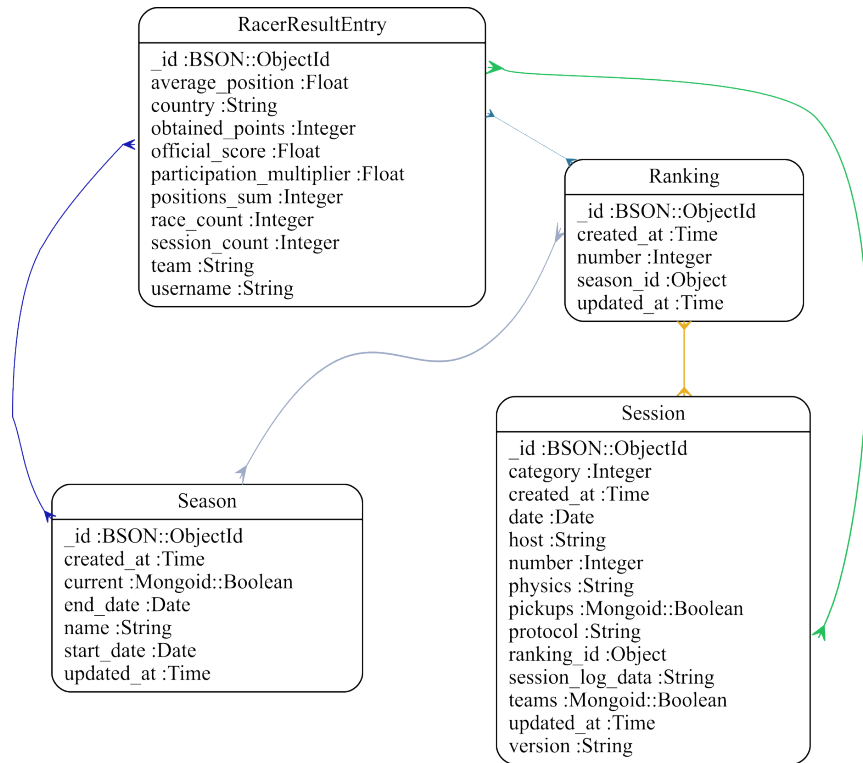 RacerResultEntry
_id :BSON::ObjectId
average_position :Float
country :String
obtained_points :Integer
official_score :Float
participation_multiplier :Float
positions_sum :Integer
race_count :Integer
session_count :Integer
team :String
username :String
Ranking
_id :BSON::ObjectId
created_at :Time
number :Integer
season_id :Object
updated_at :Time
Session
_id :BSON::ObjectId
category :Integer
created_at :Time
date :Date
host :String
number :Integer
physics :String
pickups :Mongoid::Boolean
protocol :String
ranking_id :Object
session_log_data :String
teams :Mongoid::Boolean
updated_at :Time
version :String
Season
_id :BSON::ObjectId
created_at :Time
current :Mongoid::Boolean
end_date :Date
name :String
start_date :Date
updated_at :Time